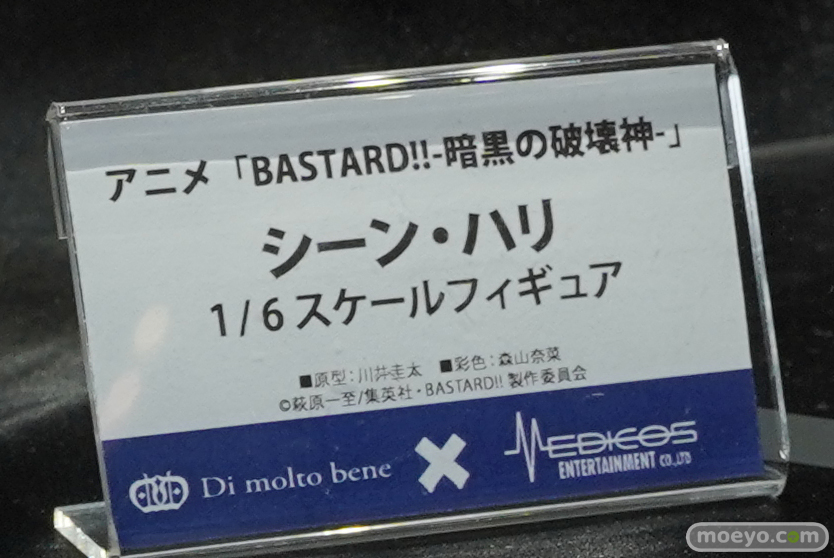 アニメ「BASTARD!!-暗黒の破壊神-」
シーン・ハリ
1/6スケールフィギュア
■原型：川井圭太 ■彩色：森山奈菜
©萩原一至/集英社・BASTARD!! 製作委員会
Di molto bene × MEDICOS ENTERTAINMENT CO.,LTD
moeyo.com